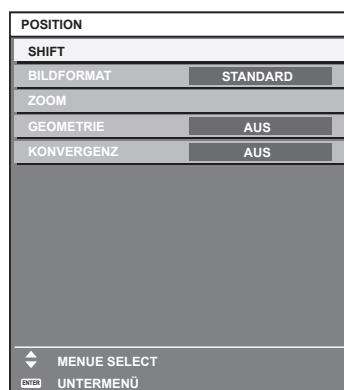 POSITION
SHIFT
BILDFORMAT STANDARD
ZOOM
GEOMETRIE AUS
KONVERGENZ AUS
MENUE SELECT
ENTER UNTERMENÜ